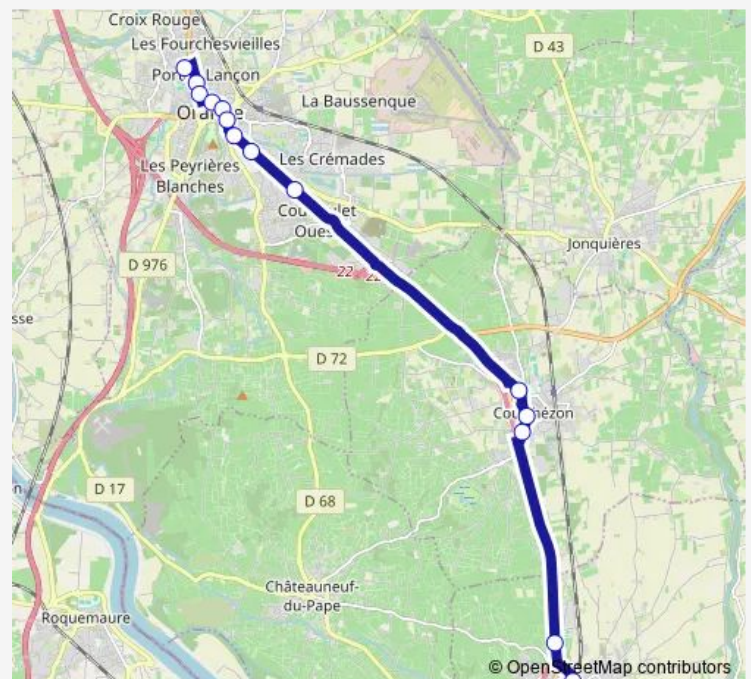 Croix Rouge
Les Fourchesvieilles
Lançon
D 43
La Baussenque
Les Peyrières
Blanches
Les Crémades
Jonquières
D 976
22
D 72
D 17
D 68
Châteauneuf-
du-Pape
Roquemaure
© OpenStreetMap contributors